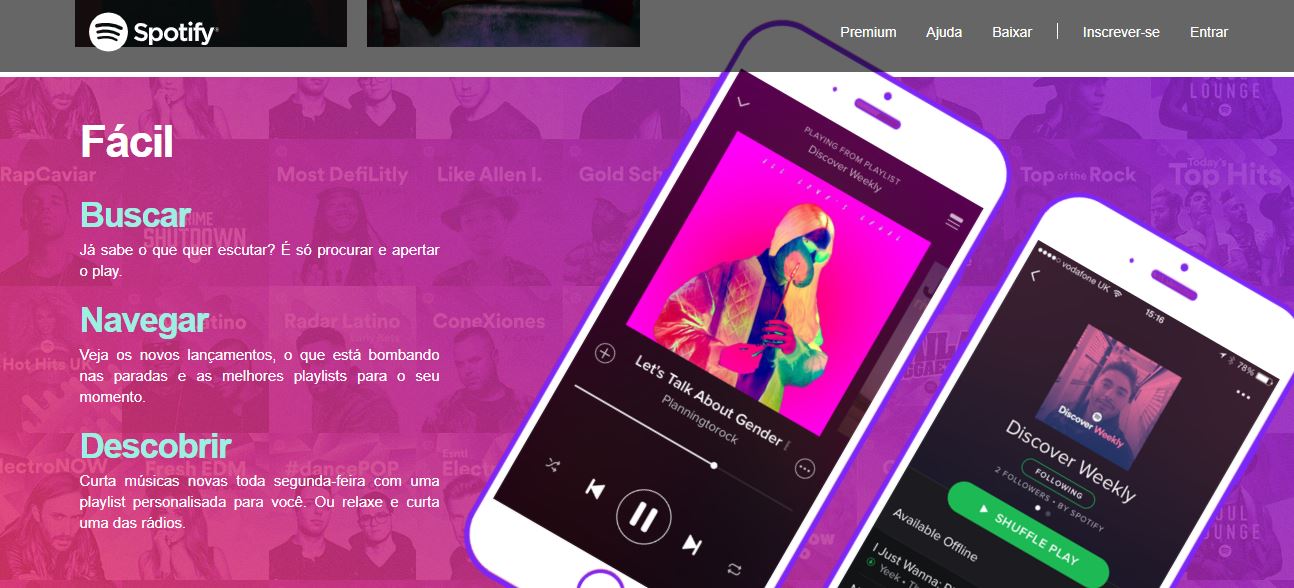 Spotify®
Premium
Ajuda
Baixar
Inscrever-se
Entrar
Fácil
Buscar
Já sabe o que quer escutar? É só procurar e apertar
o play.
Navegar
Veja os novos lançamentos, o que está bombando
nas paradas e as melhores playlists para o seu
momento.
Descobrir
Curta músicas novas toda segunda-feira com uma
playlist personalisada para você. Ou relaxe e curta
uma das rádios.
LOUNGE
RapCaviar
Most DefiLitly
Like Allen I.
Gold Sch
Top of the Rock
Today's
Top Hits
SHUTDOWN
Radar Latino
ConeXiones
Hot Hits UK
lectroNOW
Fresh EDM
#dancePOP
Electr
PLAYING FROM PLAYLIST
Discover Weekly
Let's Talk About Gender
Planningtorock
vodafone UK
15:16
78%
Discover Weekly
Discover Weekly
FOLLOWING
2 FOLLOWERS • BY SPOTIFY
SHUFFLE PLAY
Available Offline
I Just Wanna:
Yeek